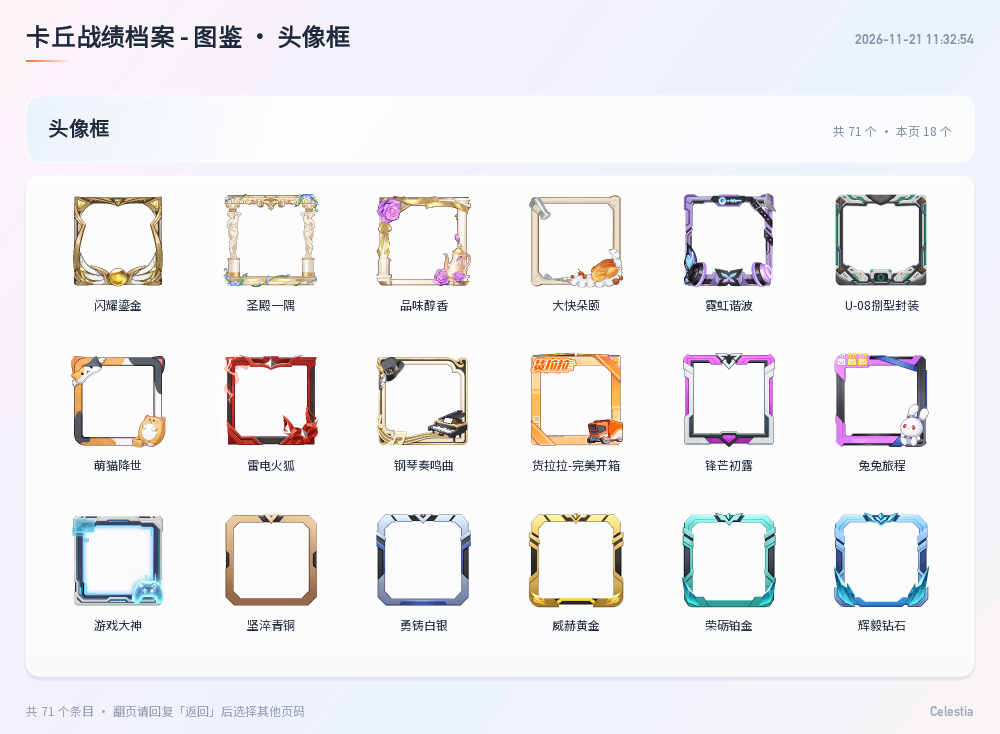 卡丘战绩档案 - 图鉴 • 头像框
2026-11-21 11:32:54
头像框
共 71 个 • 本页 18 个
闪耀鎏金
圣殿一隅
品味醇香
大快朵颐
霓虹谐波
U-08捌型封装
货拉拉
萌猫降世
雷电火狐
钢琴奏鸣曲
货拉拉-完美开箱
锋芒初露
兔兔旅程
游戏大神
坚淬青铜
勇铸白银
威赫黄金
荣砺铂金
辉毅钻石
共 71 个条目 • 翻页请回复「返回」后选择其他页码
Celestia